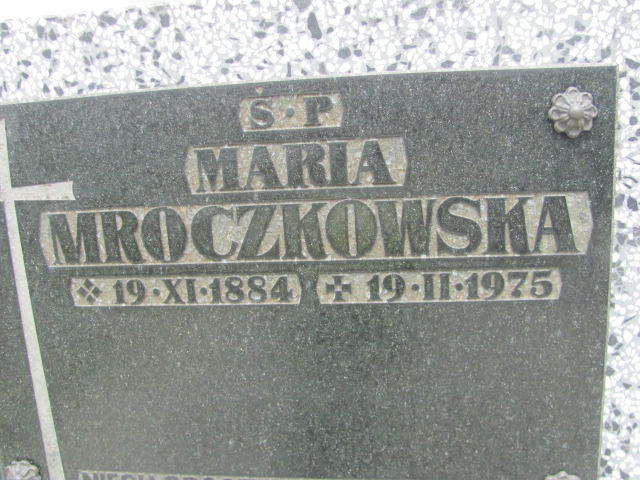 Ś·P
MARIA
MROCZKOWSKA
19·XI·1884 19·II·1975